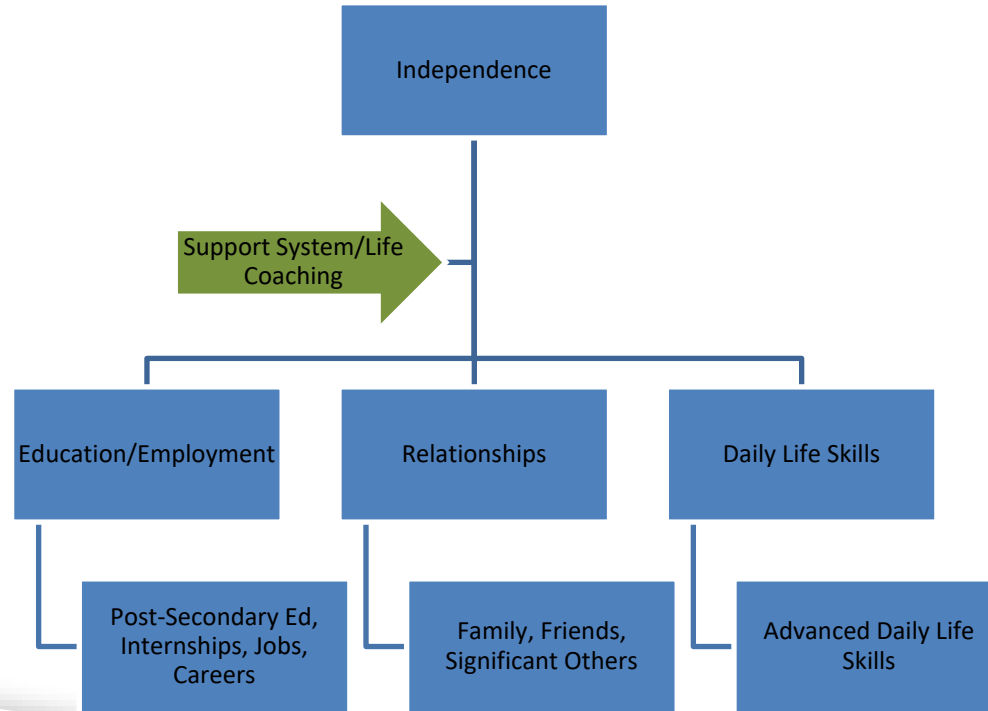 Independence
Support System/Life
Coaching
Education/Employment
Relationships
Daily Life Skills
Post-Secondary Ed,
Internships, Jobs,
Careers
Family, Friends,
Significant Others
Advanced Daily Life
Skills